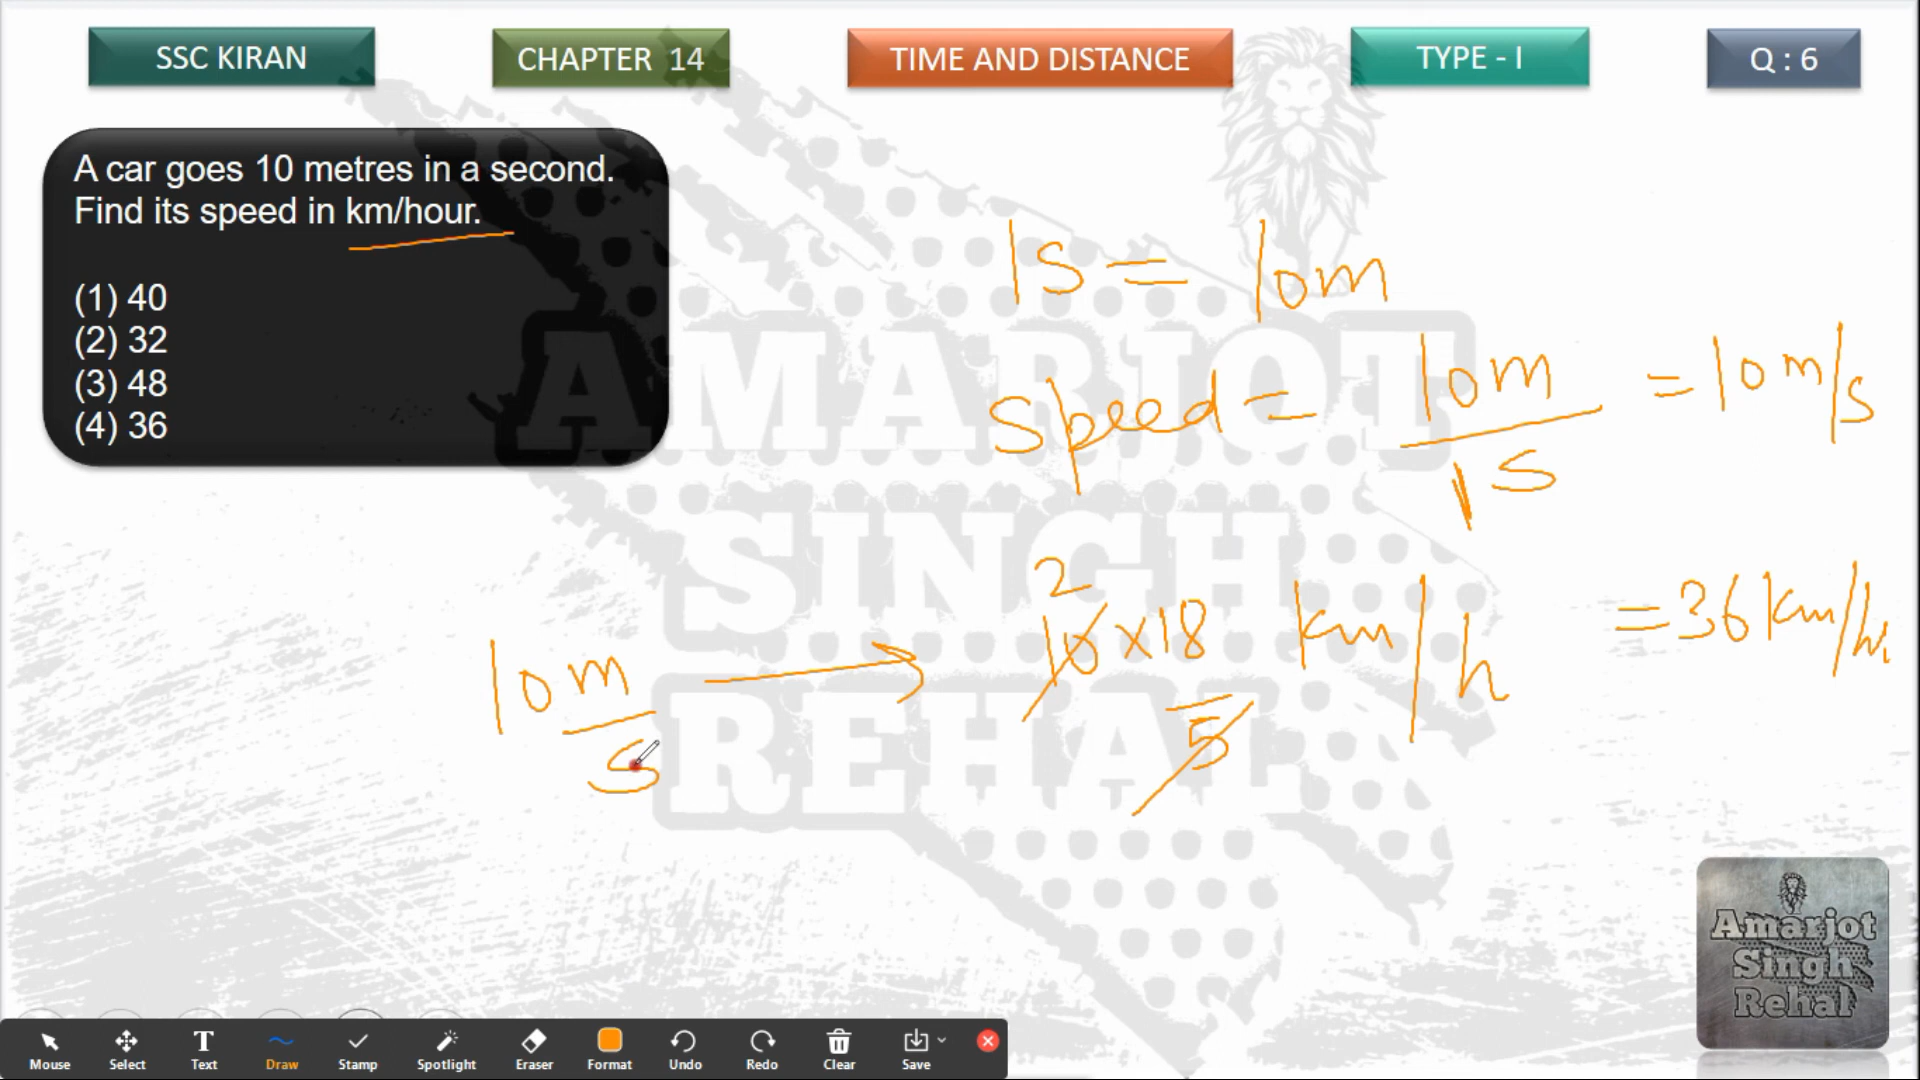 SSC KIRAN
CHAPTER 14
TIME AND DISTANCE
TYPE - I
Q : 6
A car goes 10 metres in a second.
Find its speed in km/hour.
(1) 40
(2) 32
(3) 48
(4) 36
1s = 10m
speed = 10m/1s = 10m/s
10m/s → 2
10 x 18/5 km/h = 36km/h
AMARJOT
SINGH
REHAL
Amarjot
Singh
Rehal
Mouse
Select
Text
Draw
Stamp
Spotlight
Eraser
Format
Undo
Redo
Clear
Save